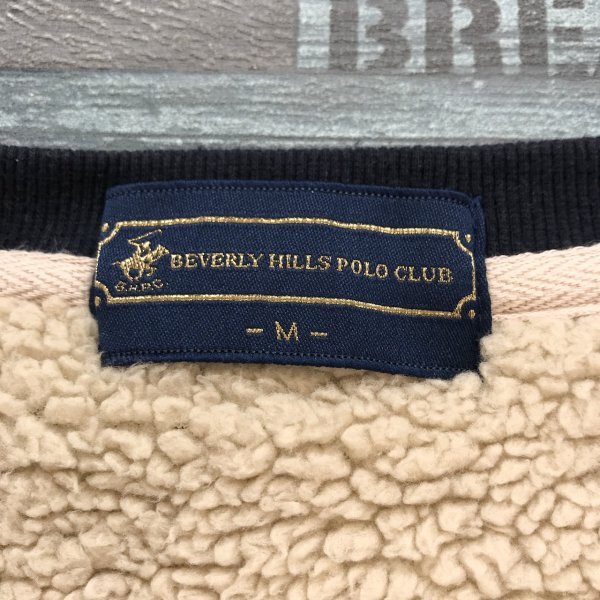 BREA
BEVERLY HILLS POLO CLUB
B.H.P.C.
- M -